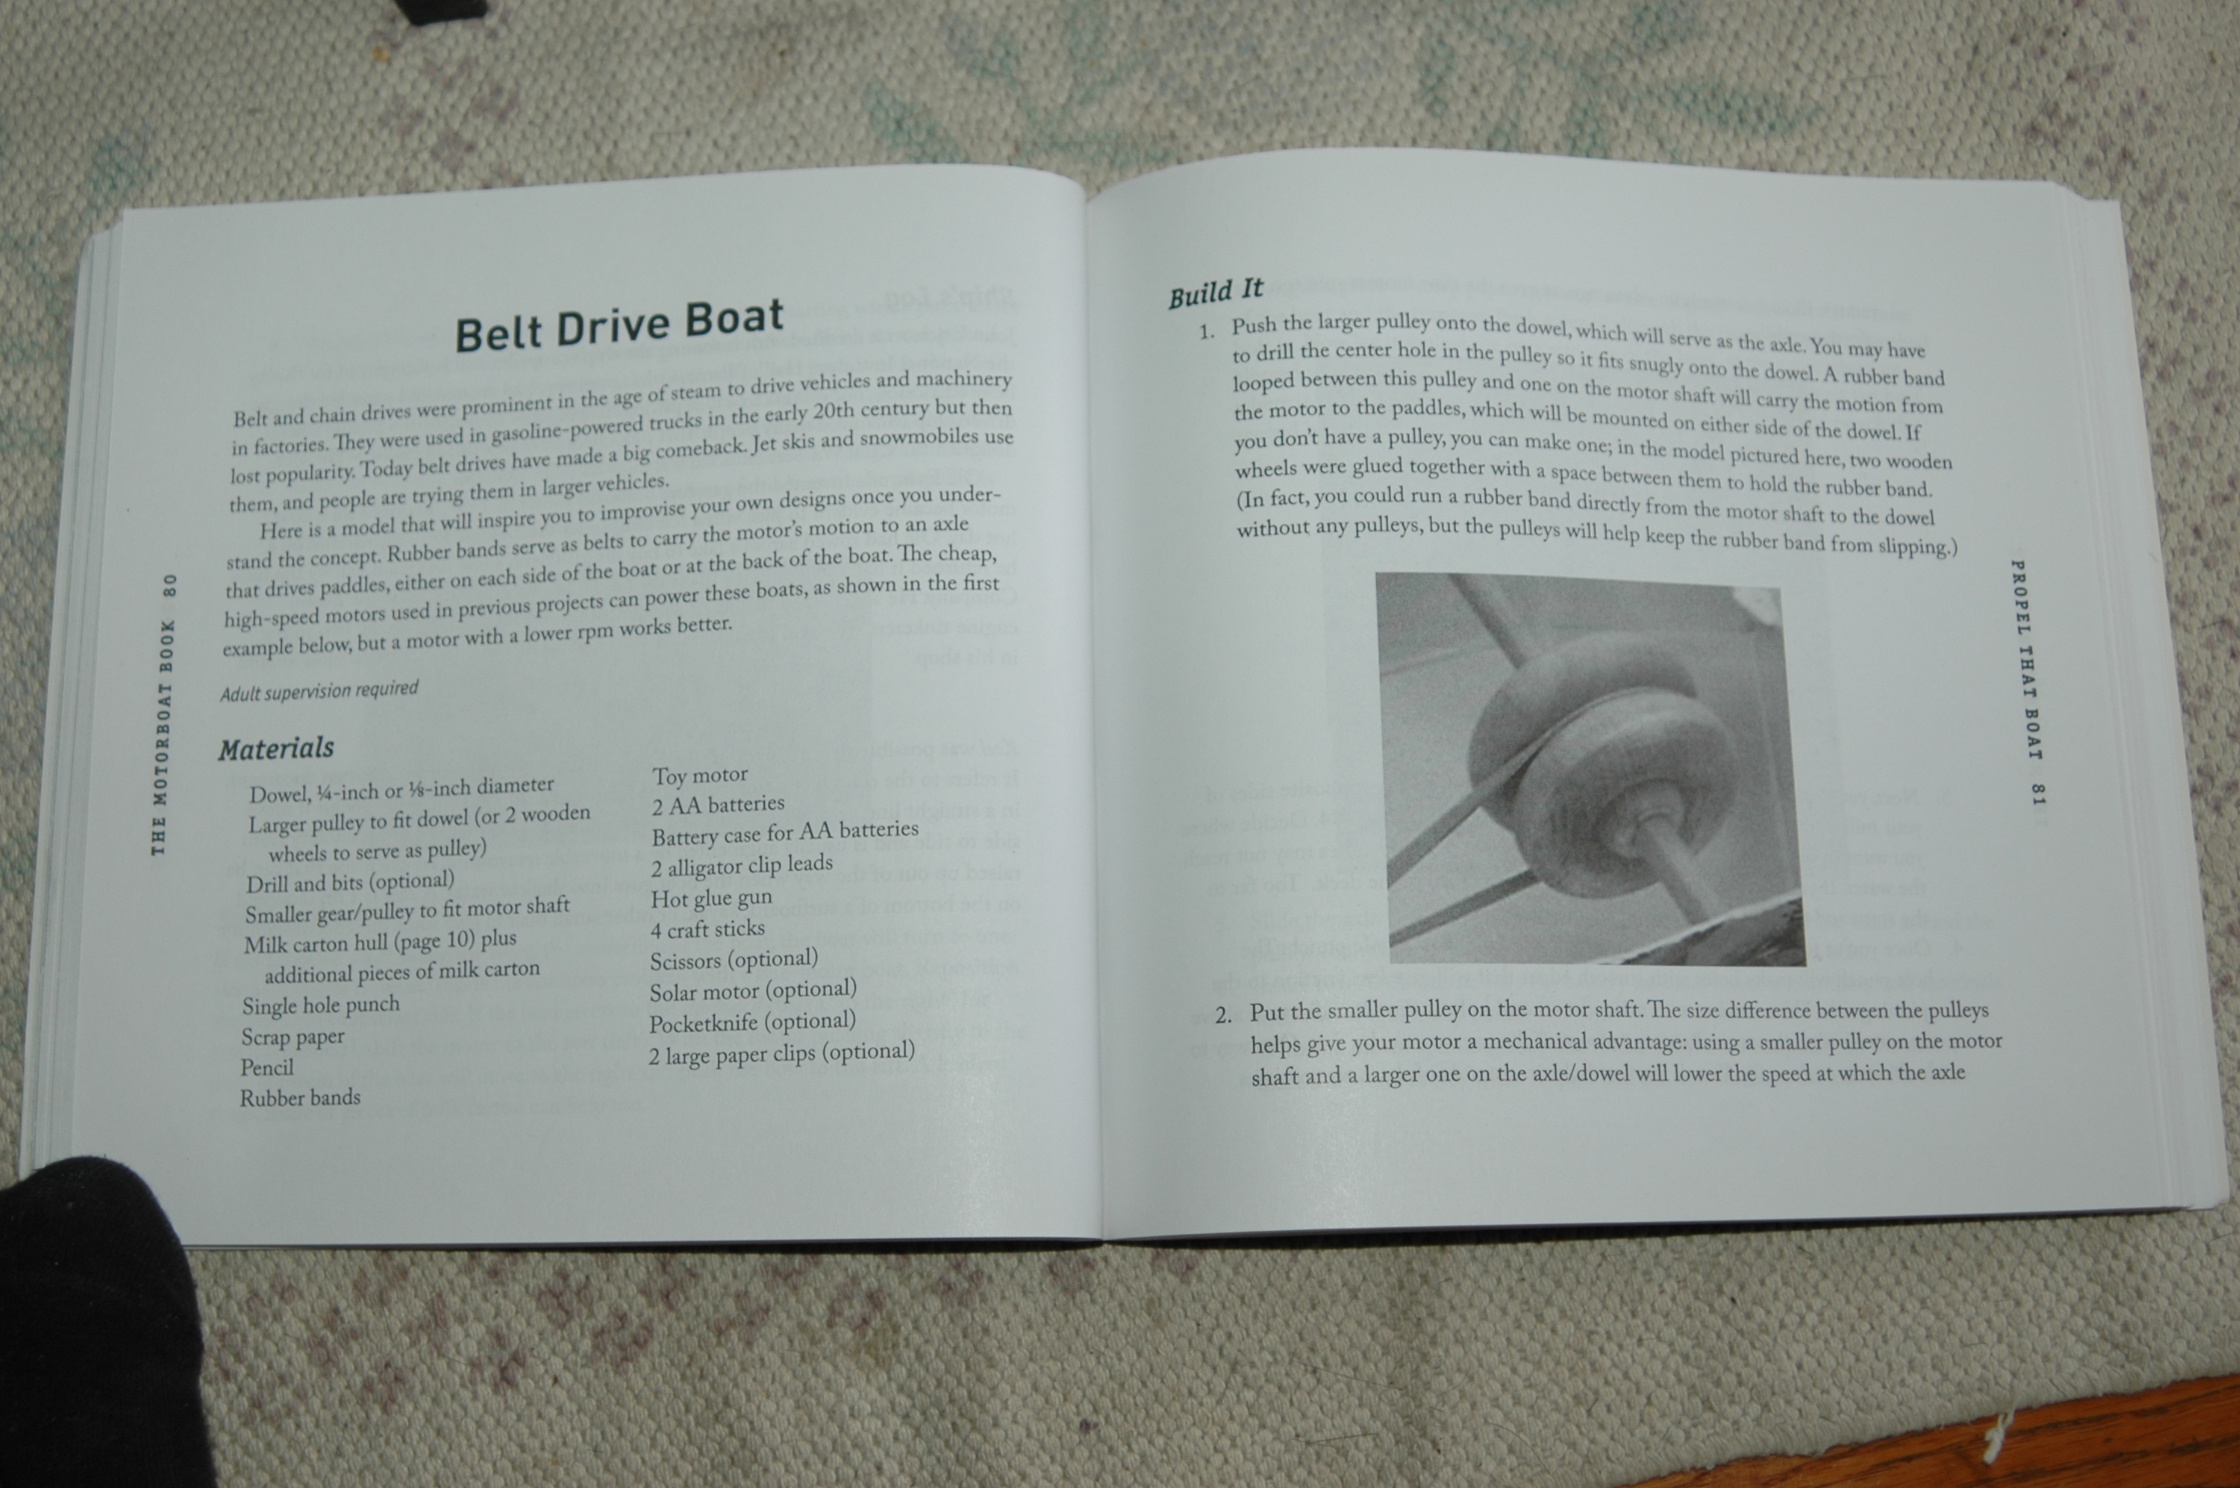 Belt Drive Boat
Belt and chain drives were prominent in the age of steam to drive vehicles and machinery
in factories. They were used in gasoline-powered trucks in the early 20th century but then
lost popularity. Today belt drives have made a big comeback. Jet skis and snowmobiles use
them, and people are trying them in larger vehicles.
Here is a model that will inspire you to improvise your own designs once you under-
stand the concept. Rubber bands serve as belts to carry the motor's motion to an axle
that drives paddles, either on each side of the boat or at the back of the boat. The cheap,
high-speed motors used in previous projects can power these boats, as shown in the first
example below, but a motor with a lower rpm works better.
Adult supervision required
Materials
Dowel, ¼-inch or ⅛-inch diameter
Larger pulley to fit dowel (or 2 wooden
wheels to serve as pulley)
Drill and bits (optional)
Smaller gear/pulley to fit motor shaft
Milk carton hull (page 10) plus
additional pieces of milk carton
Single hole punch
Scrap paper
Pencil
Rubber bands
Toy motor
2 AA batteries
Battery case for AA batteries
2 alligator clip leads
Hot glue gun
4 craft sticks
Scissors (optional)
Solar motor (optional)
Pocketknife (optional)
2 large paper clips (optional)
THE MOTORBOAT BOOK 80
Build It
1. Push the larger pulley onto the dowel, which will serve as the axle. You may have
to drill the center hole in the pulley so it fits snugly onto the dowel. A rubber band
looped between this pulley and one on the motor shaft will carry the motion from
the motor to the paddles, which will be mounted on either side of the dowel. If
you don't have a pulley, you can make one; in the model pictured here, two wooden
wheels were glued together with a space between them to hold the rubber band.
(In fact, you could run a rubber band directly from the motor shaft to the dowel
without any pulleys, but the pulleys will help keep the rubber band from slipping.)
2. Put the smaller pulley on the motor shaft. The size difference between the pulleys
helps give your motor a mechanical advantage: using a smaller pulley on the motor
shaft and a larger one on the axle/dowel will lower the speed at which the axle
PROPEL THAT BOAT 81